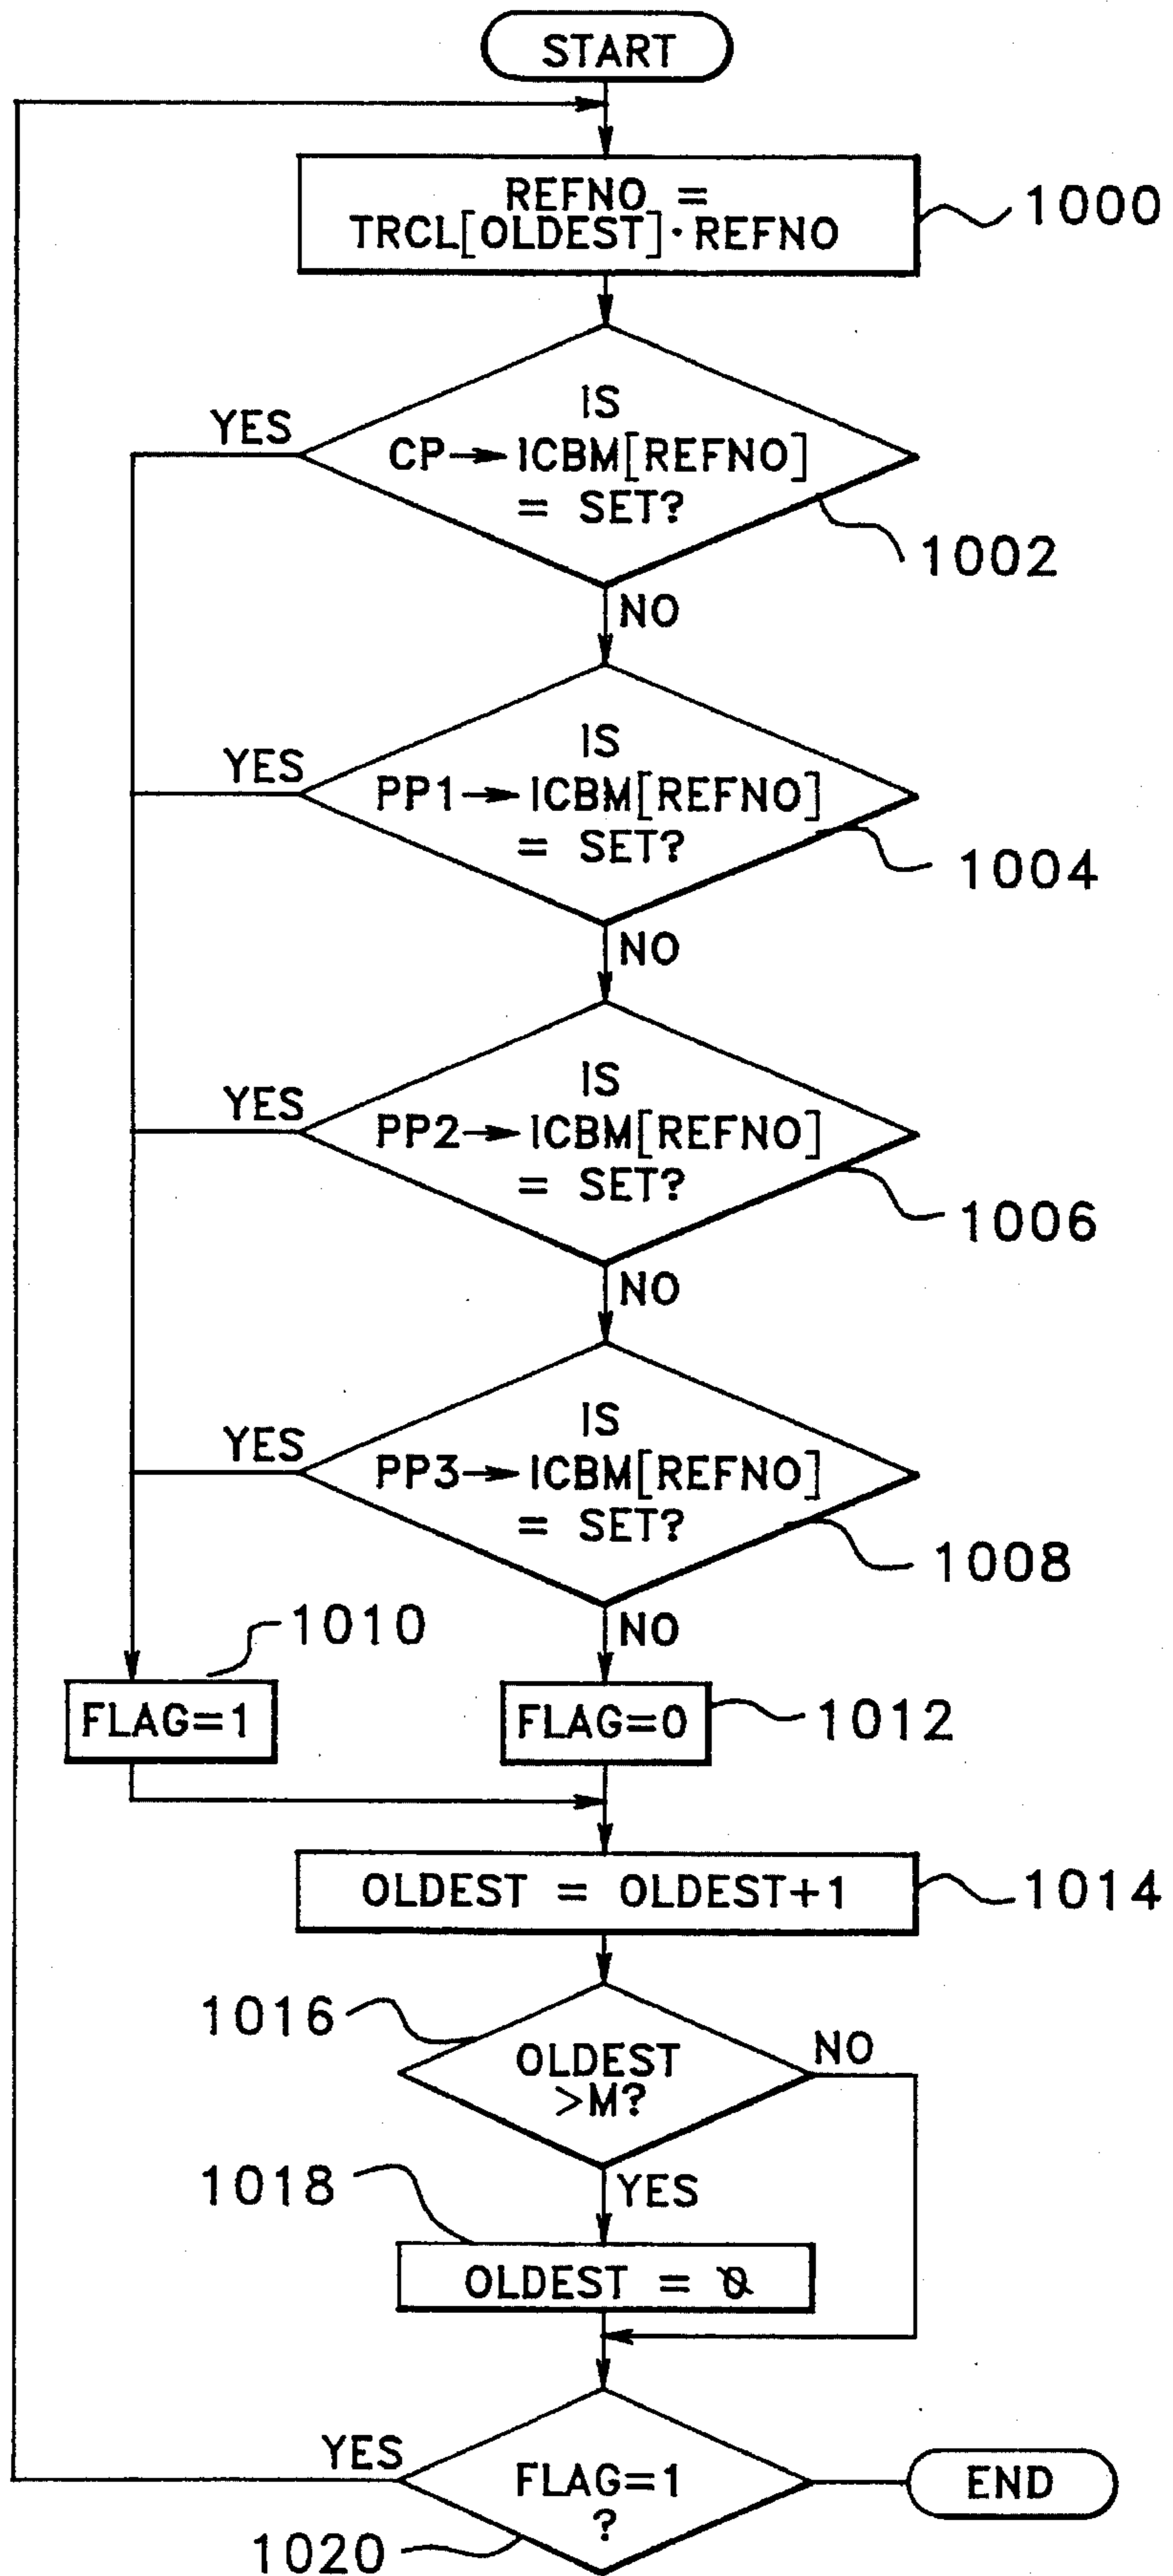 START
REFNO =
TRCL[OLDEST]·REFNO
1000
IS
YES
CP→ICBM[REFNO]
= SET?
1002
NO
IS
YES
PP1→ICBM[REFNO]
= SET?
1004
NO
IS
YES
PP2→ICBM[REFNO]
= SET?
1006
NO
IS
YES
PP3→ICBM[REFNO]
= SET?
1008
NO
1010
FLAG=1
FLAG=0
1012
OLDEST = OLDEST+1
1014
1016
OLDEST
>M?
NO
1018
YES
OLDEST = 0
YES
FLAG=1
?
END
1020